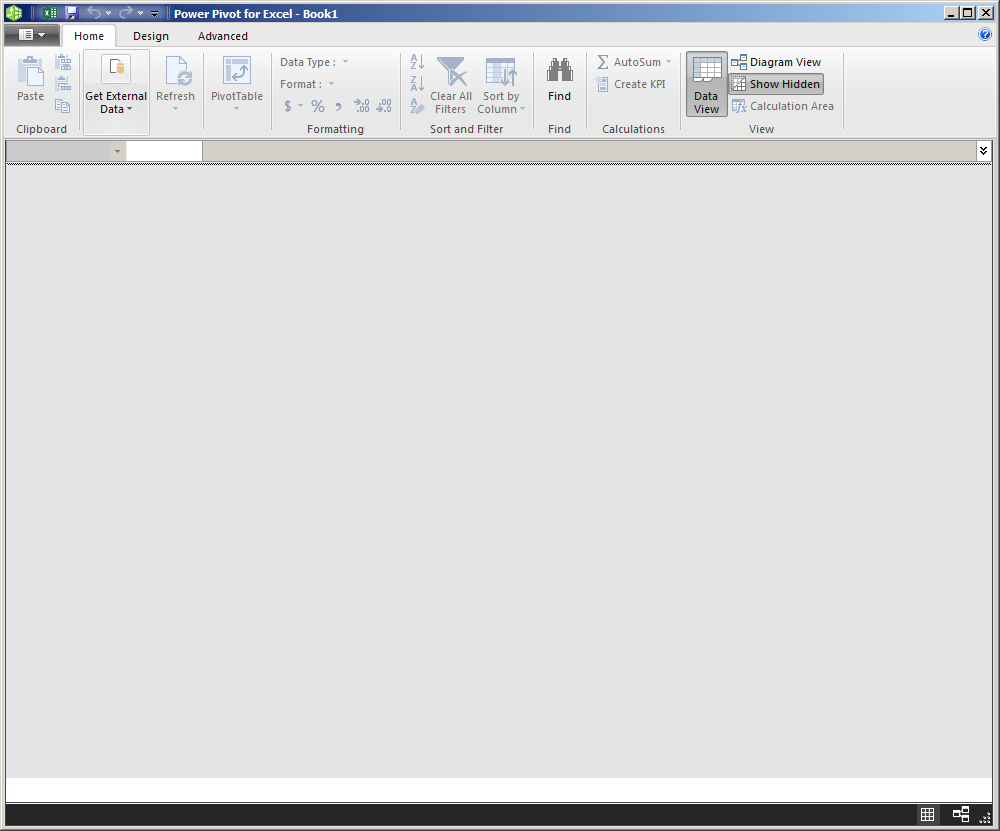 Power Pivot for Excel - Book1
Home Design Advanced
Paste
Get External Data
Refresh
PivotTable
Data Type :
Format :
$ % ,
.00 .00
Clear All Filters
Sort by Column
Find
AutoSum
Create KPI
Data View
Diagram View
Show Hidden
Calculation Area
Clipboard
Formatting
Sort and Filter
Find
Calculations
View